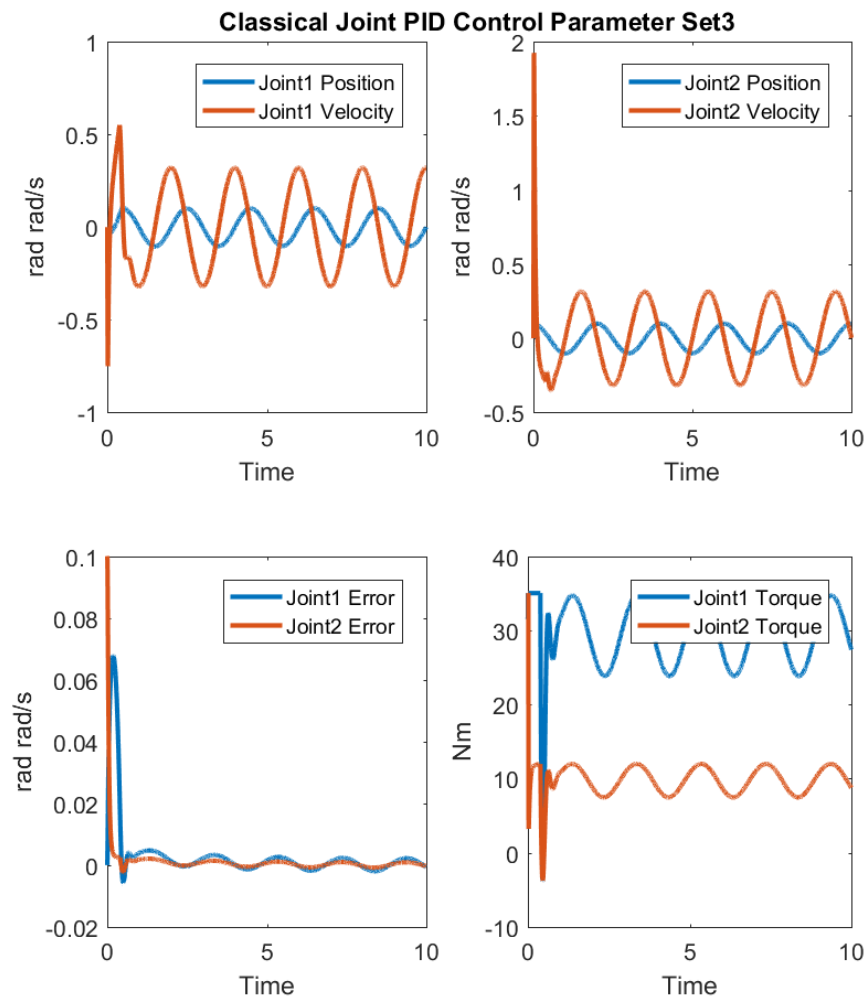 Classical Joint PID Control Parameter Set3
1
0.5
0
-0.5
-1
rad rad/s
Joint1 Position
Joint1 Velocity
0 5 10
Time
2
1.5
1
0.5
0
-0.5
rad rad/s
Joint2 Position
Joint2 Velocity
0 5 10
Time
0.1
0.08
0.06
0.04
0.02
0
-0.02
rad rad/s
Joint1 Error
Joint2 Error
0 5 10
Time
40
30
20
10
0
-10
Nm
Joint1 Torque
Joint2 Torque
0 5 10
Time